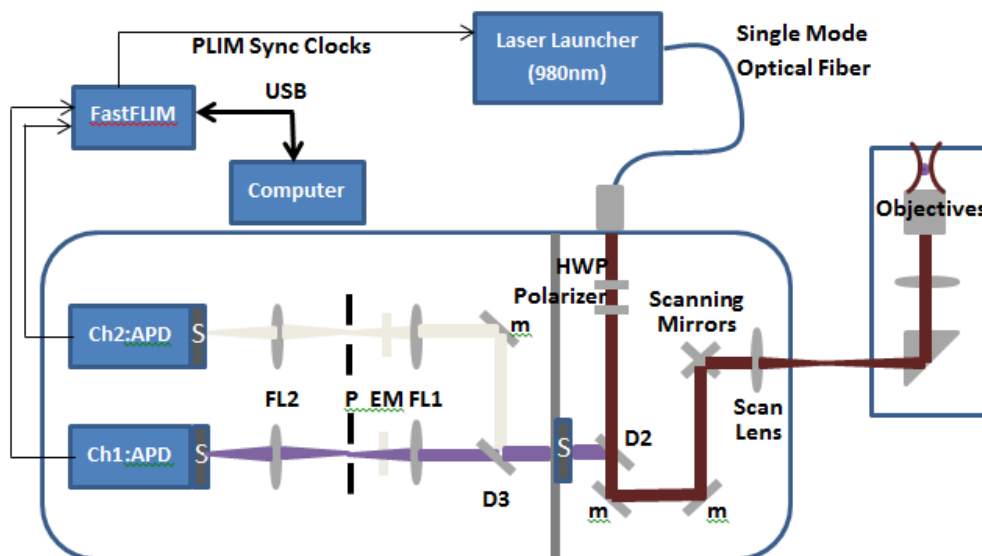 PLIM Sync Clocks
Laser Launcher
(980nm)
Single Mode
Optical Fiber
FastFLIM
USB
Computer
Objectives
HWP
Polarizer
Scanning
Mirrors
Ch2:APD
S
m
FL2
P
EM
FL1
Scan
Lens
Ch1:APD
S
S
D2
D3
m
m